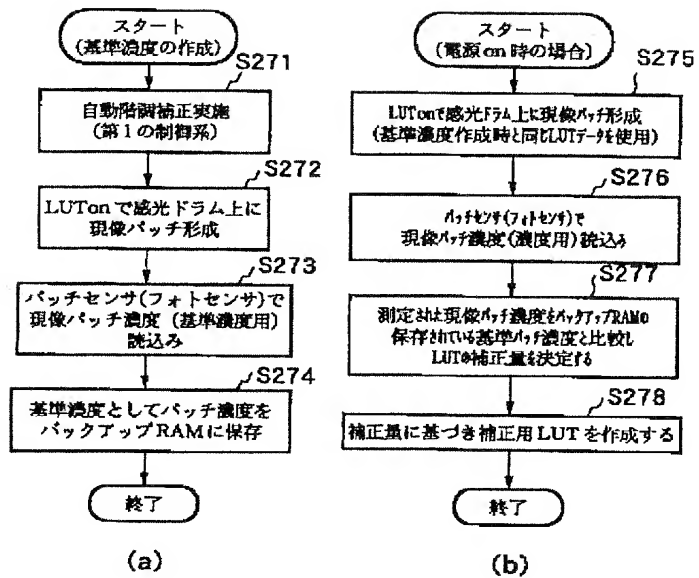 スタート
(基準濃度の作成)
S271
自動階調補正実施
(第1の制御系)
S272
LUTonで感光ドラム上に
現像パッチ形成
S273
パッチセンサ(フォトセンサ)で
現像パッチ濃度(基準濃度用)
読込み
S274
基準濃度としてパッチ濃度を
バックアップRAMに保存
終了
(a)
スタート
(電源on時の場合)
S275
LUTonで感光ドラム上に現像パッチ形成
(基準濃度作成時と同じLUTデータを使用)
S276
パッチセンサ(フォトセンサ)で
現像パッチ濃度(濃度用)読込み
S277
測定された現像パッチ濃度をバックアップRAMの
保存されている基準パッチ濃度と比較し
LUTの補正量を決定する
S278
補正量に基づき補正用LUTを作成する
終了
(b)